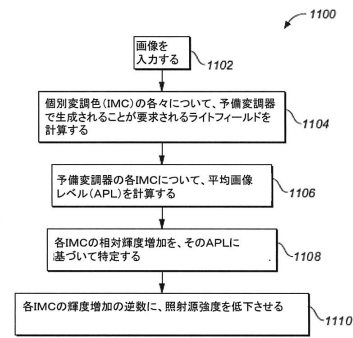 1100
画像を
入力する
1102
個別変調色(IMC)の各々について、予備変調器
で生成されることが要求されるライトフィールドを
計算する
1104
予備変調器の各IMCについて、平均画像
レベル(APL)を計算する
1106
各IMCの相対輝度増加を、そのAPLに
基づいて特定する
1108
各IMCの輝度増加の逆数に、照射源強度を低下させる
1110